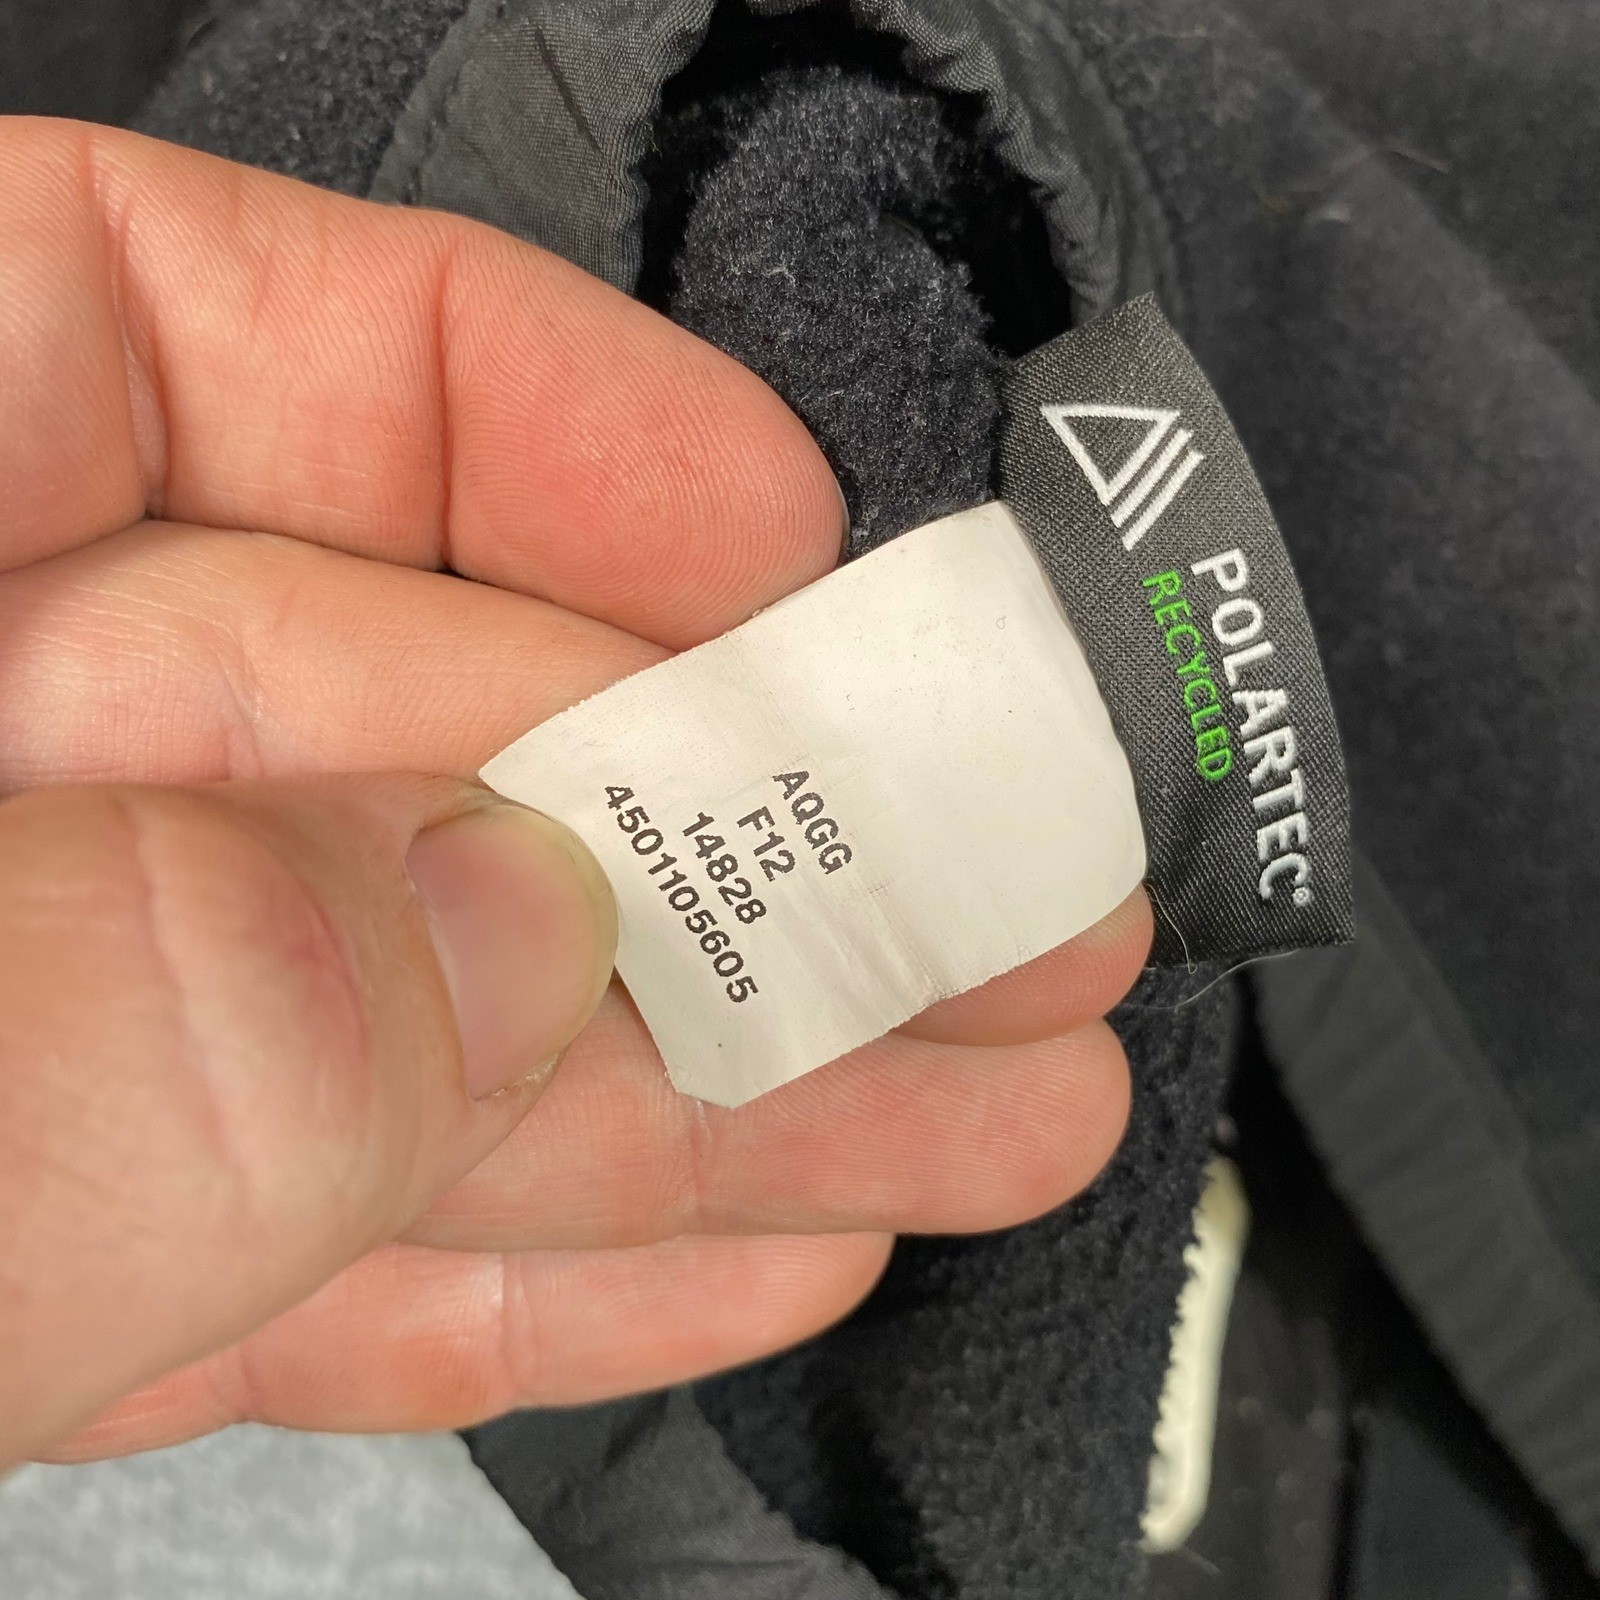 POLARTEC®
RECYCLED
AQGG
F12
14828
4501105605